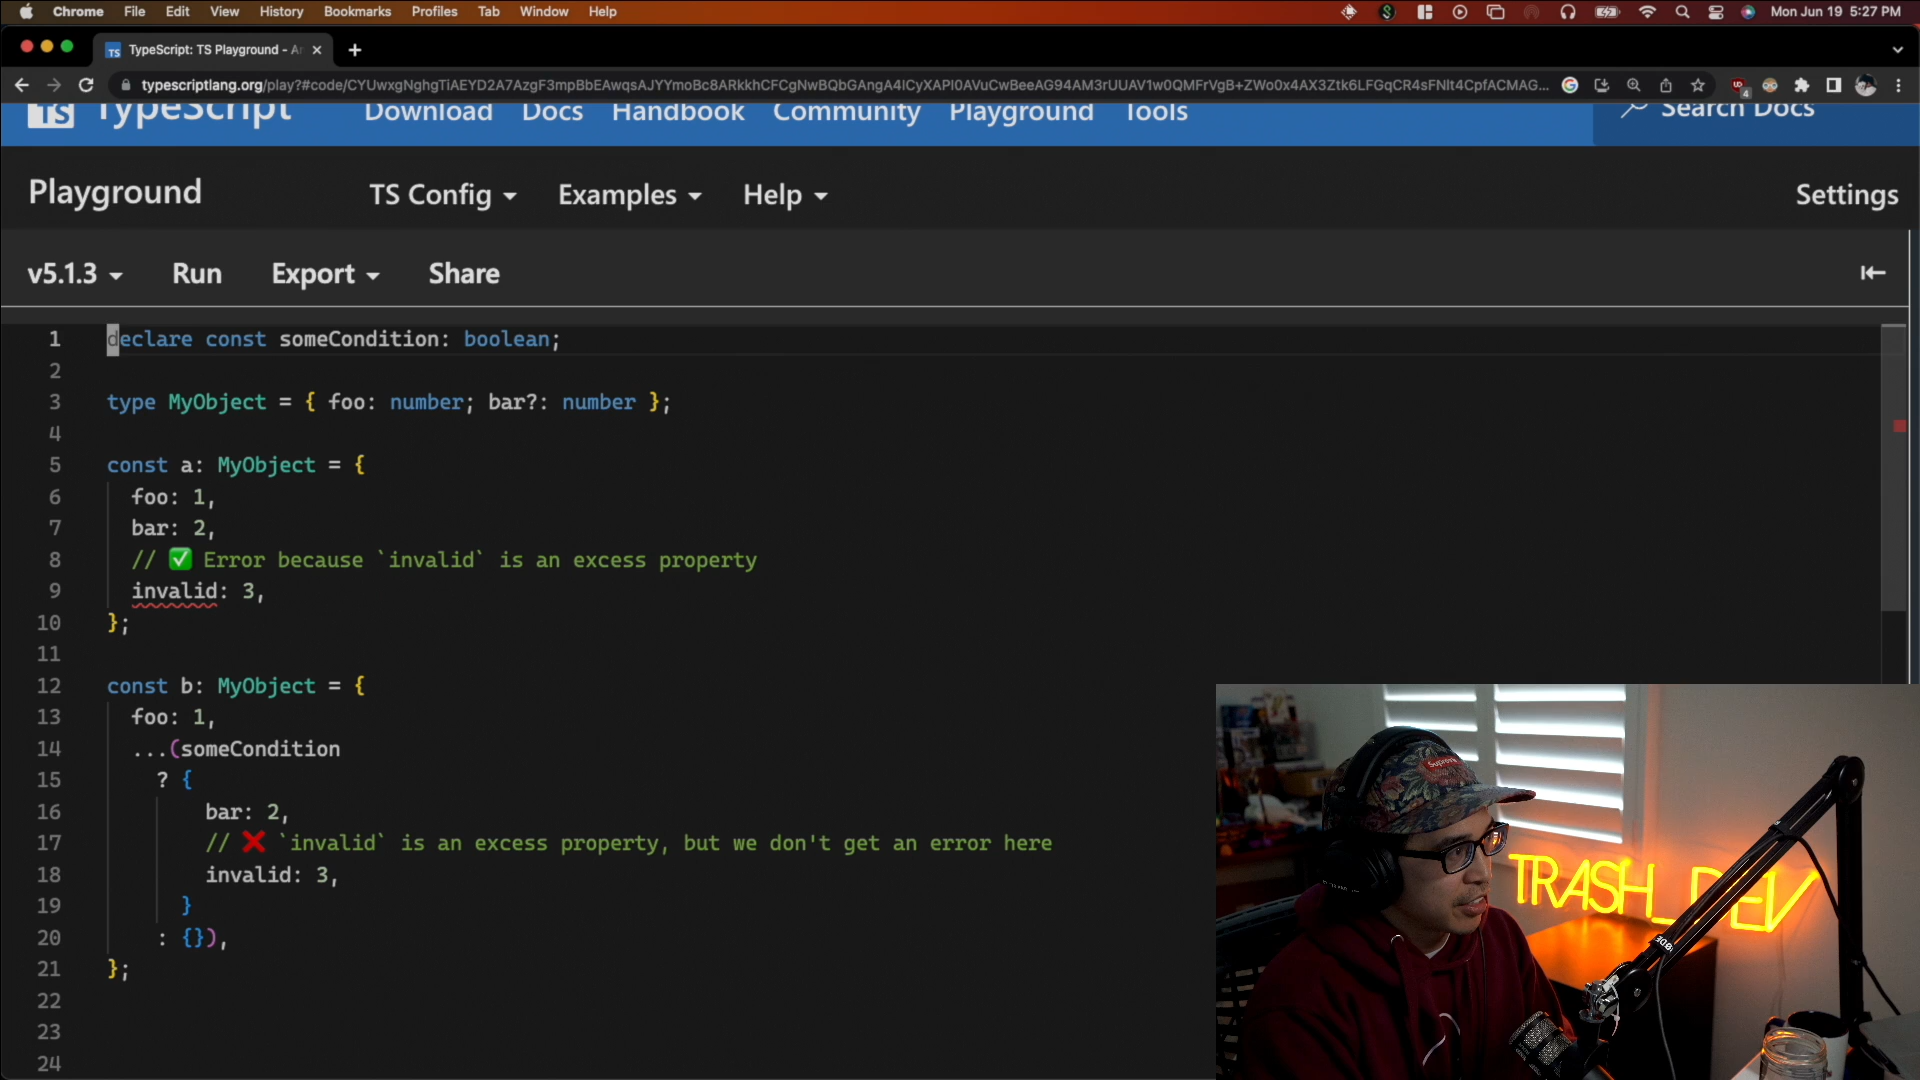 Chrome File Edit View History Bookmarks Profiles Tab Window Help Mon Jun 19 5:27 PM
TypeScript: TS Playground - A
typescriptlang.org/play?#code/CYUwxgNghgTiAEYD2A7AzgF3mpBbEAwqsAJYYmoBc8ARkkhCFCgNwBQbGAngA4ICyXAPI0AVuCwBeeAG94AM3rUUAV1w0QMFrVgB+ZWo0x4AX3Ztk6LFGqCR4sFNIt4CpfACMAG...
TS TypeScript Download Docs Handbook Community Playground Tools Search Docs
Playground TS Config Examples Help Settings
v5.1.3 Run Export Share
1 declare const someCondition: boolean;
2
3 type MyObject = { foo: number; bar?: number };
4
5 const a: MyObject = {
6 foo: 1,
7 bar: 2,
8 // ✅ Error because `invalid` is an excess property
9 invalid: 3,
10 };
11
12 const b: MyObject = {
13 foo: 1,
14 ...(someCondition
15 ? {
16 bar: 2,
17 // ❌ `invalid` is an excess property, but we don't get an error here
18 invalid: 3,
19 }
20 : {}),
21 };
22
23
24
Supreme
TRASH_DEV
RØDE